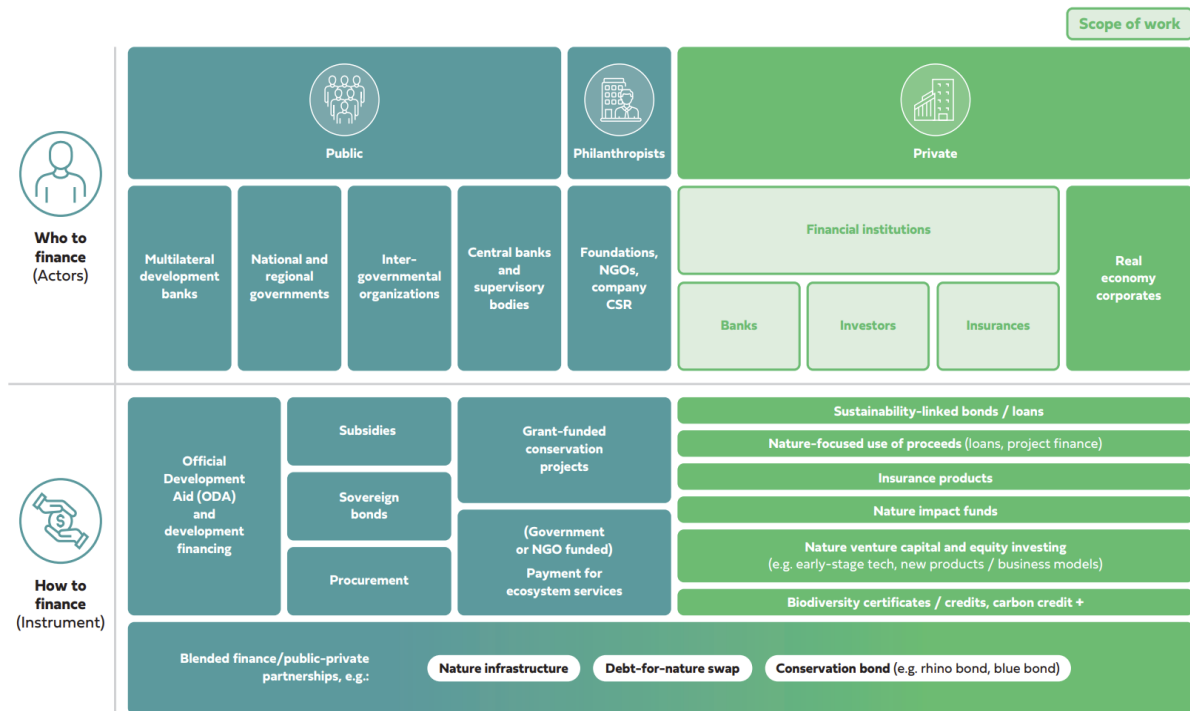 Scope of work
Public
Philanthropists
Private
Who to
finance
(Actors)
Multilateral
development
banks
National and
regional
governments
Inter-
governmental
organizations
Central banks
and
supervisory
bodies
Foundations,
NGOs,
company
CSR
Financial institutions
Banks
Investors
Insurances
Real
economy
corporates
How to
finance
(Instrument)
Official
Development
Aid (ODA)
and
development
financing
Subsidies
Sovereign
bonds
Procurement
Grant-funded
conservation
projects
(Government
or NGO funded)
Payment for
ecosystem services
Sustainability-linked bonds / loans
Nature-focused use of proceeds (loans, project finance)
Insurance products
Nature impact funds
Nature venture capital and equity investing
(e.g. early-stage tech, new products / business models)
Biodiversity certificates / credits, carbon credit +
Blended finance/public-private
partnerships, e.g.:
Nature infrastructure
Debt-for-nature swap
Conservation bond (e.g. rhino bond, blue bond)
$